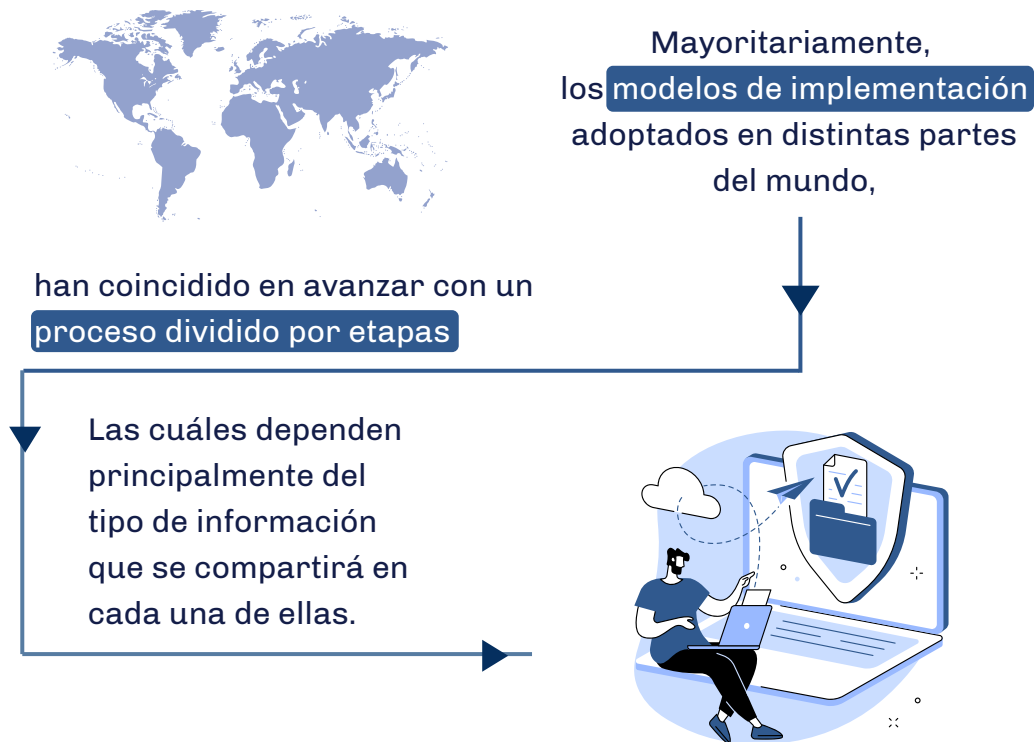 Mayoritariamente,
los modelos de implementación
adoptados en distintas partes
del mundo,
han coincidido en avanzar con un
proceso dividido por etapas
Las cuáles dependen
principalmente del
tipo de información
que se compartirá en
cada una de ellas.